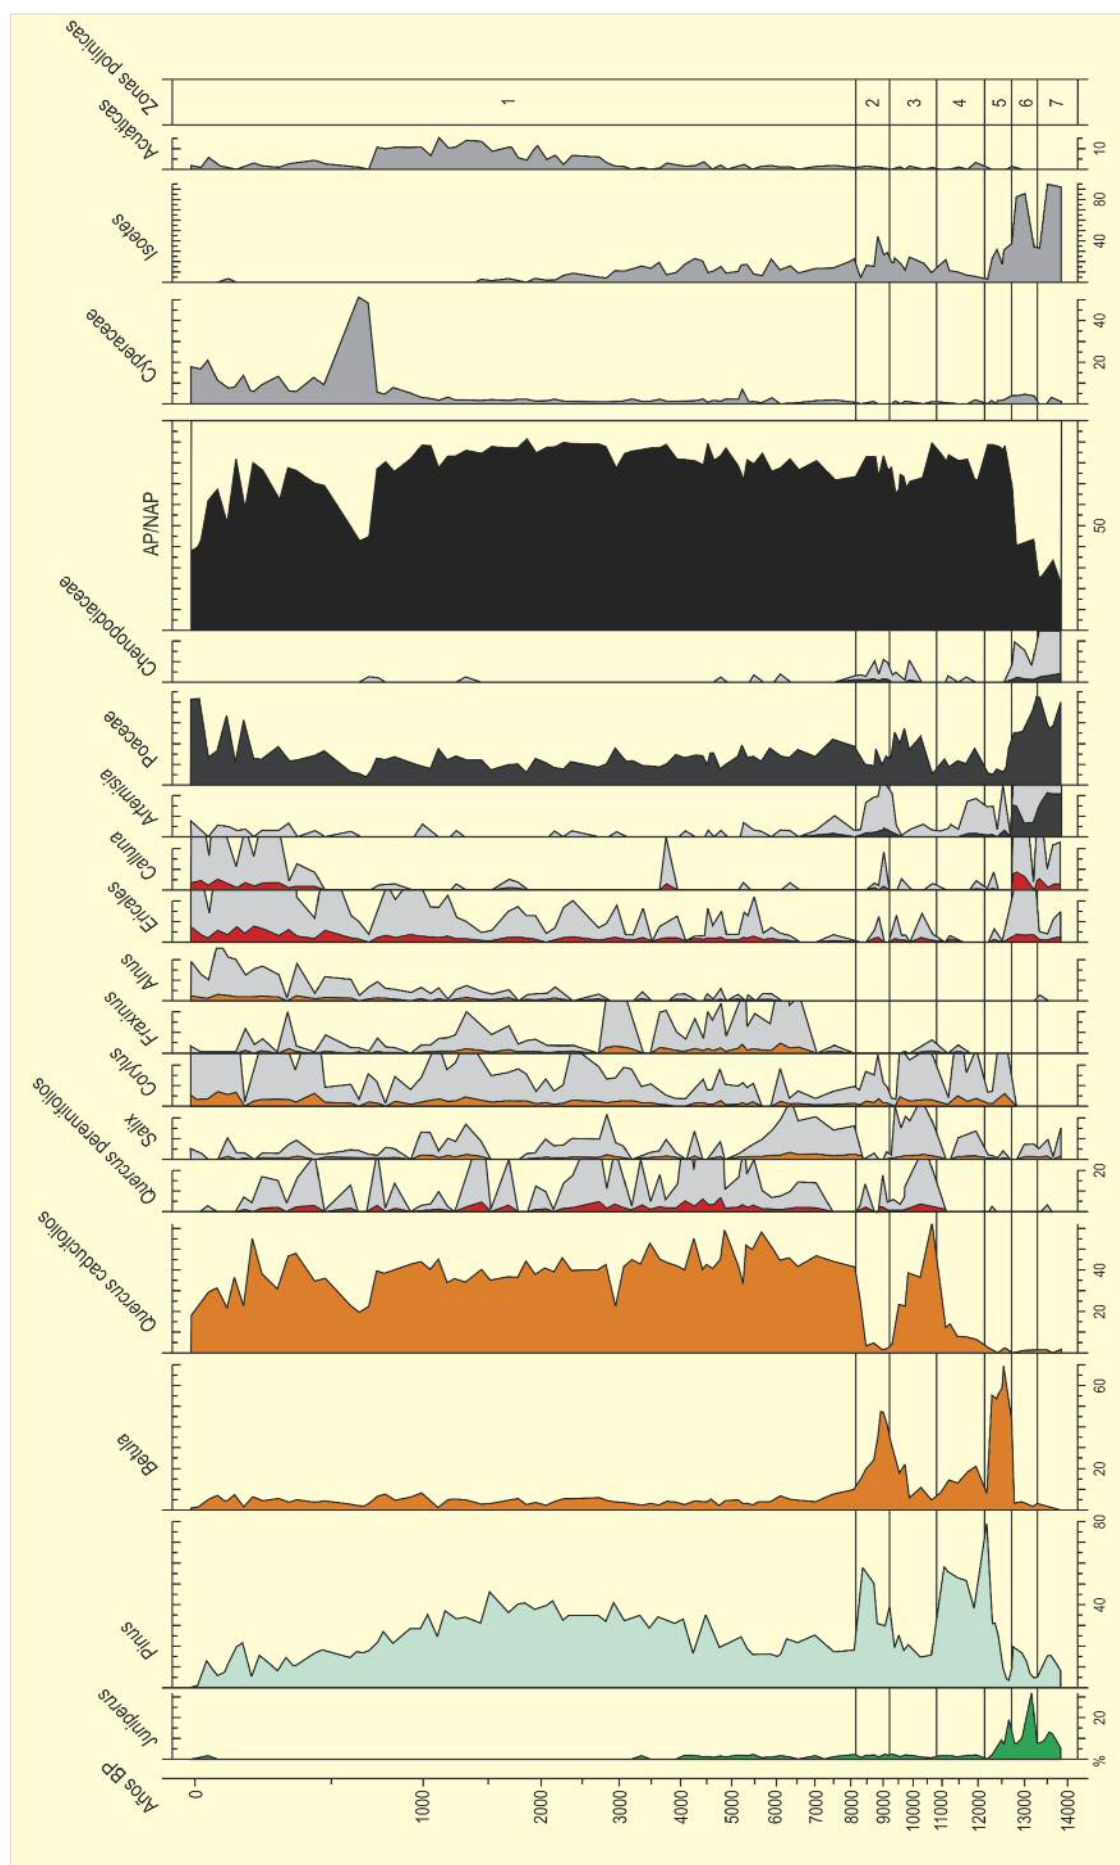 Años BP
0
1000
2000
3000
4000
5000
6000
7000
8000
9000
10000
11000
12000
13000
14000
Juniperus
%
20
Pinus
40
80
Betula
20
60
Quercus caducifolios
20
40
Quercus perennifolios
20
Salix
Corylus
Fraxinus
Alnus
Ericales
Calluna
Artemisia
Poaceae
Chenopodiaceae
AP/NAP
50
Cyperaceae
20
40
Isoetes
40
80
Acuáticas
10
Zonas polínicas
1
2
3
4
5
6
7